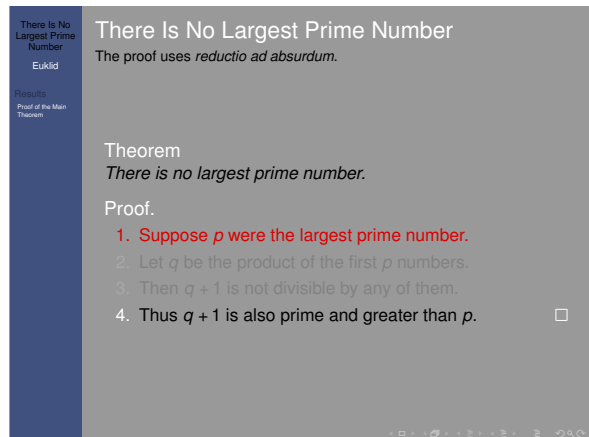 There Is No
Largest Prime
Number
Euklid
Results
Proof of the Main
Theorem
There Is No Largest Prime Number
The proof uses reductio ad absurdum.
Theorem
There is no largest prime number.
Proof.
1. Suppose p were the largest prime number.
2. Let q be the product of the first p numbers.
3. Then q + 1 is not divisible by any of them.
4. Thus q + 1 is also prime and greater than p.